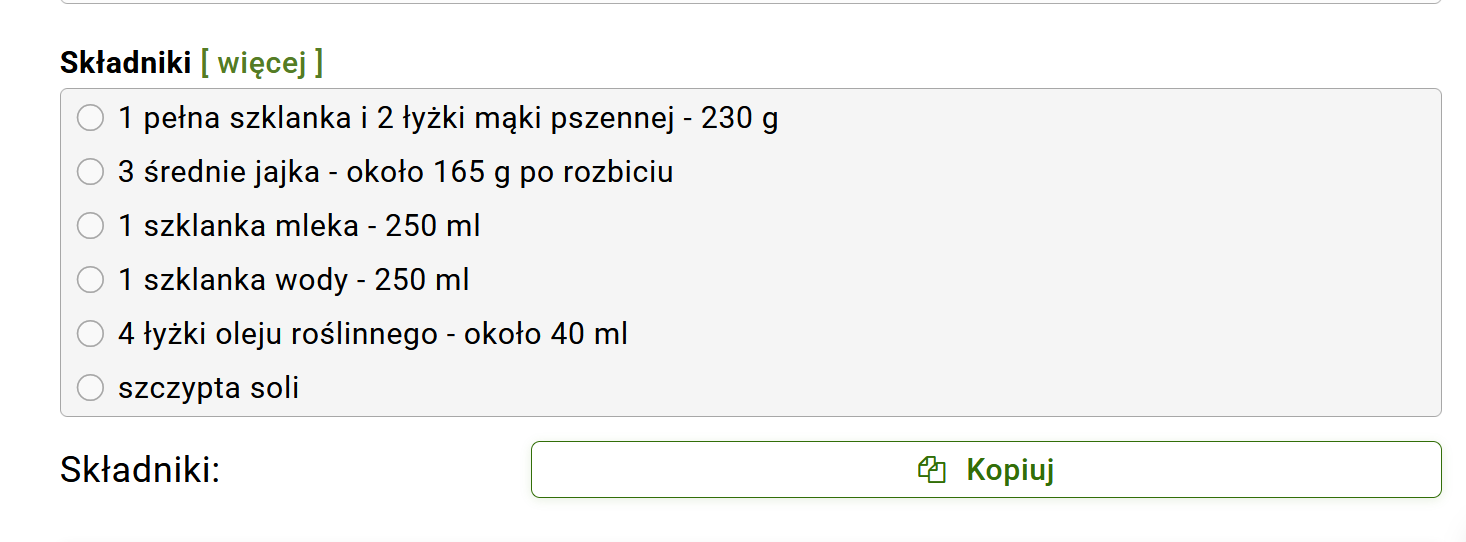 Składniki [ więcej ]
1 pełna szklanka i 2 łyżki mąki pszennej - 230 g
3 średnie jajka - około 165 g po rozbiciu
1 szklanka mleka - 250 ml
1 szklanka wody - 250 ml
4 łyżki oleju roślinnego - około 40 ml
szczypta soli
Składniki:
Kopiuj